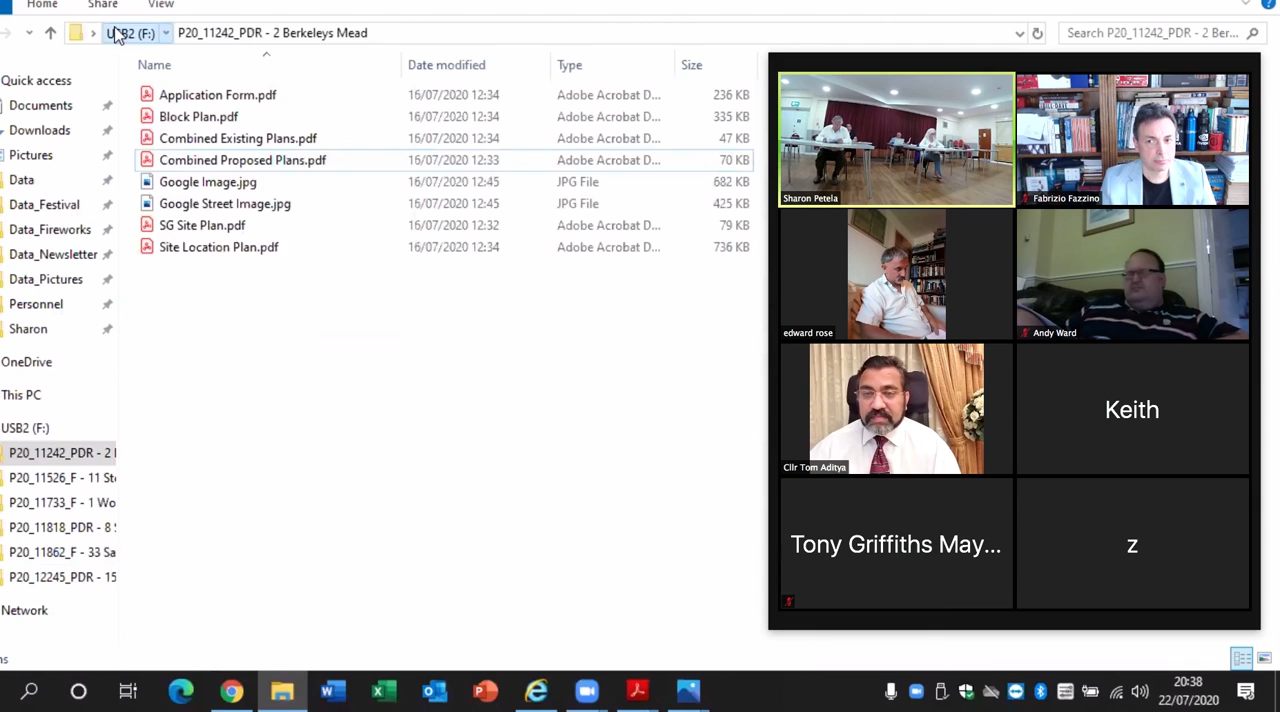 Home Share View
USB2 (F:) P20_11242_PDR - 2 Berkeleys Mead Search P20_11242_PDR - 2 Ber...
Name Date modified Type Size
Application Form.pdf 16/07/2020 12:34 Adobe Acrobat D... 236 KB
Block Plan.pdf 16/07/2020 12:34 Adobe Acrobat D... 335 KB
Combined Existing Plans.pdf 16/07/2020 12:34 Adobe Acrobat D... 47 KB
Combined Proposed Plans.pdf 16/07/2020 12:33 Adobe Acrobat D... 70 KB
Google Image.jpg 16/07/2020 12:45 JPG File 682 KB
Google Street Image.jpg 16/07/2020 12:45 JPG File 425 KB
SG Site Plan.pdf 16/07/2020 12:32 Adobe Acrobat D... 79 KB
Site Location Plan.pdf 16/07/2020 12:34 Adobe Acrobat D... 736 KB
Quick access
Documents
Downloads
Pictures
Data
Data_Festival
Data_Fireworks
Data_Newsletter
Data_Pictures
Personnel
Sharon
OneDrive
This PC
USB2 (F:)
P20_11242_PDR - 2
P20_11526_F - 11 Ste
P20_11733_F - 1 Wo
P20_11818_PDR - 8
P20_11862_F - 33 Sa
P20_12245_PDR - 15
Network
Sharon Petela
Fabrizio Fazzino
edward rose
Andy Ward
Cllr Tom Aditya
Keith
Tony Griffiths May...
z
20:38
22/07/2020